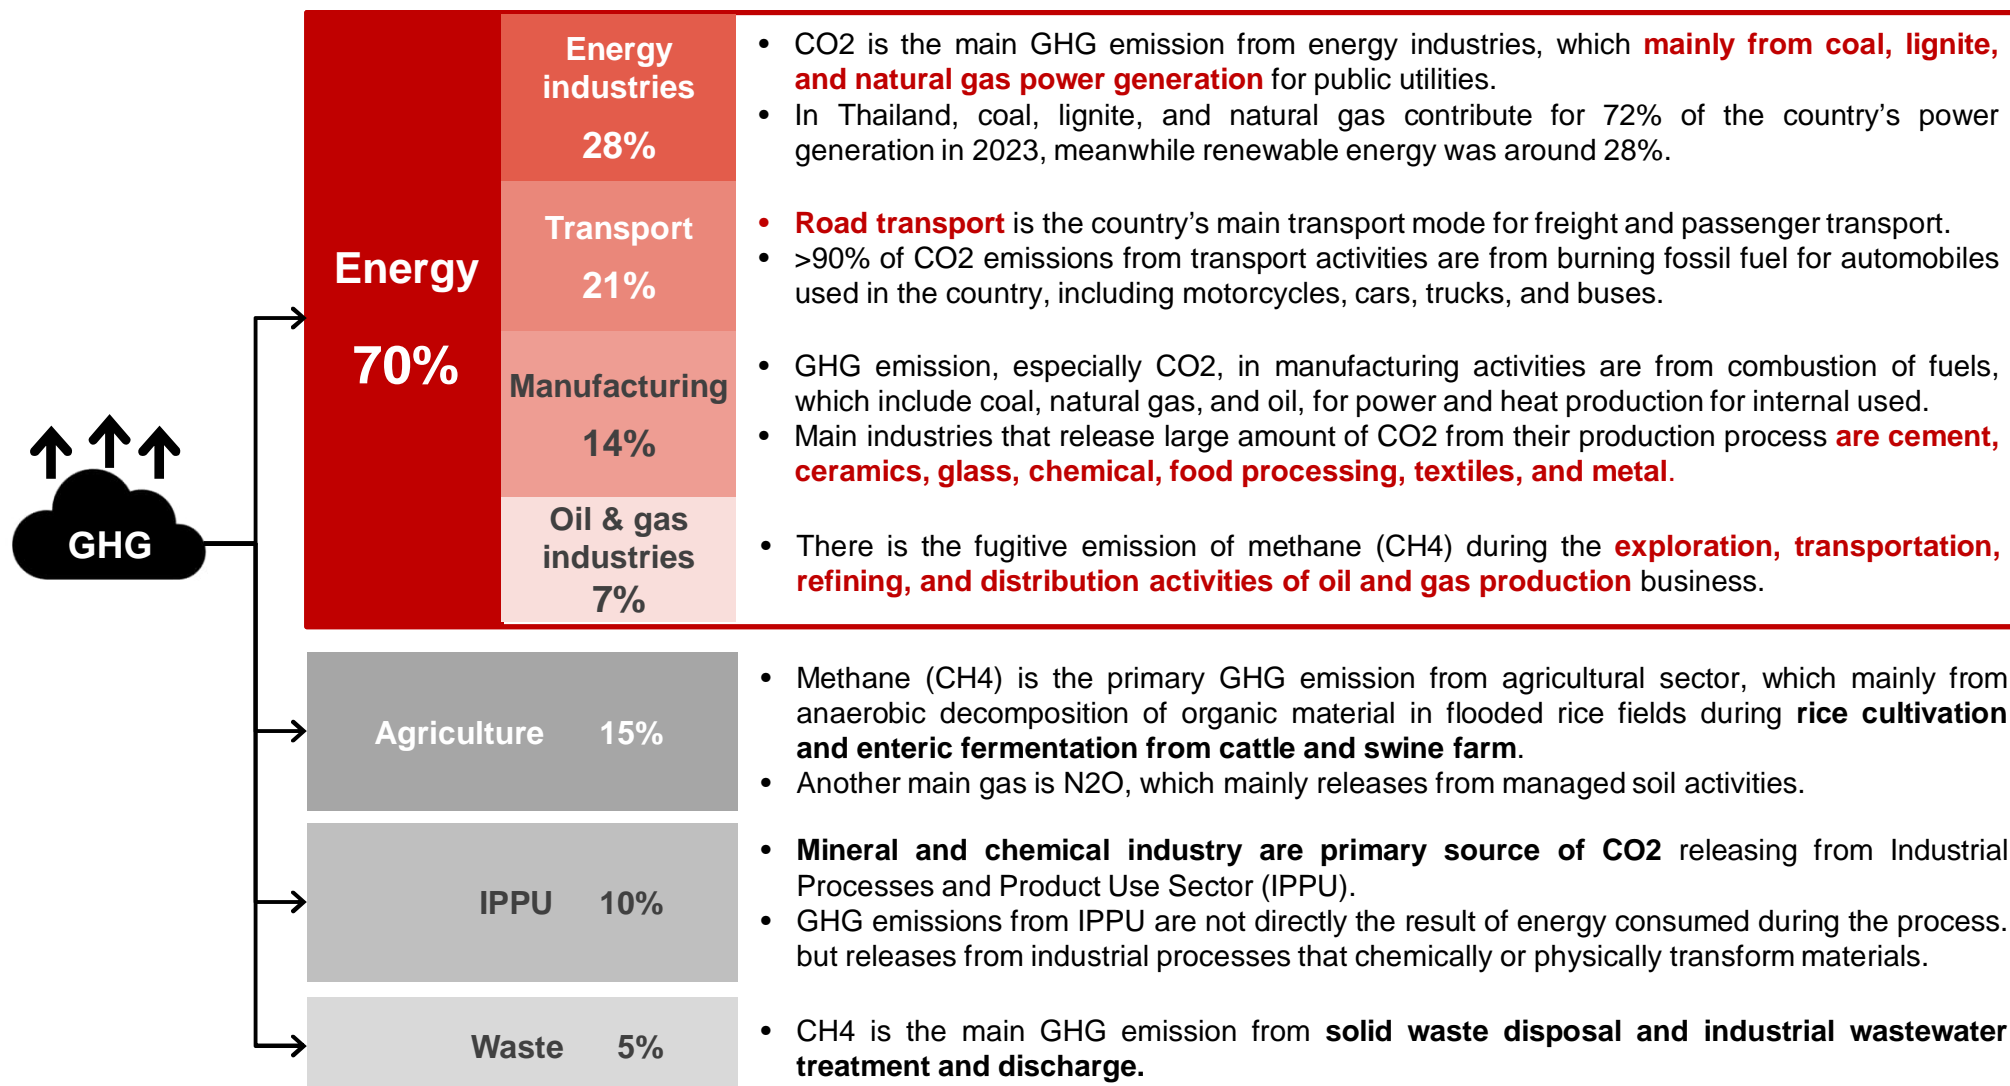 GHG
Energy
70%
Energy
industries
28%
• CO2 is the main GHG emission from energy industries, which mainly from coal, lignite,
and natural gas power generation for public utilities.
• In Thailand, coal, lignite, and natural gas contribute for 72% of the country’s power
generation in 2023, meanwhile renewable energy was around 28%.
Transport
21%
• Road transport is the country’s main transport mode for freight and passenger transport.
• >90% of CO2 emissions from transport activities are from burning fossil fuel for automobiles
used in the country, including motorcycles, cars, trucks, and buses.
Manufacturing
14%
• GHG emission, especially CO2, in manufacturing activities are from combustion of fuels,
which include coal, natural gas, and oil, for power and heat production for internal used.
• Main industries that release large amount of CO2 from their production process are cement,
ceramics, glass, chemical, food processing, textiles, and metal.
Oil & gas
industries
7%
• There is the fugitive emission of methane (CH4) during the exploration, transportation,
refining, and distribution activities of oil and gas production business.
Agriculture 15%
• Methane (CH4) is the primary GHG emission from agricultural sector, which mainly from
anaerobic decomposition of organic material in flooded rice fields during rice cultivation
and enteric fermentation from cattle and swine farm.
• Another main gas is N2O, which mainly releases from managed soil activities.
IPPU 10%
• Mineral and chemical industry are primary source of CO2 releasing from Industrial
Processes and Product Use Sector (IPPU).
• GHG emissions from IPPU are not directly the result of energy consumed during the process.
but releases from industrial processes that chemically or physically transform materials.
Waste 5%
• CH4 is the main GHG emission from solid waste disposal and industrial wastewater
treatment and discharge.